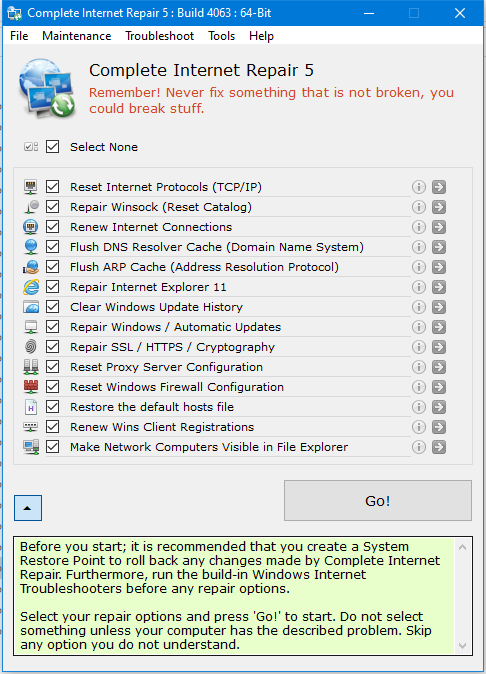 Complete Internet Repair 5 : Build 4063 : 64-Bit
File Maintenance Troubleshoot Tools Help
Complete Internet Repair 5
Remember! Never fix something that is not broken, you
could break stuff.
Select None
Reset Internet Protocols (TCP/IP)
Repair Winsock (Reset Catalog)
Renew Internet Connections
Flush DNS Resolver Cache (Domain Name System)
Flush ARP Cache (Address Resolution Protocol)
Repair Internet Explorer 11
Clear Windows Update History
Repair Windows / Automatic Updates
Repair SSL / HTTPS / Cryptography
Reset Proxy Server Configuration
Reset Windows Firewall Configuration
Restore the default hosts file
Renew Wins Client Registrations
Make Network Computers Visible in File Explorer
Go!
Before you start; it is recommended that you create a System
Restore Point to roll back any changes made by Complete Internet
Repair. Furthermore, run the build-in Windows Internet
Troubleshooters before any repair options.
Select your repair options and press 'Go!' to start. Do not select
something unless your computer has the described problem. Skip
any option you do not understand.